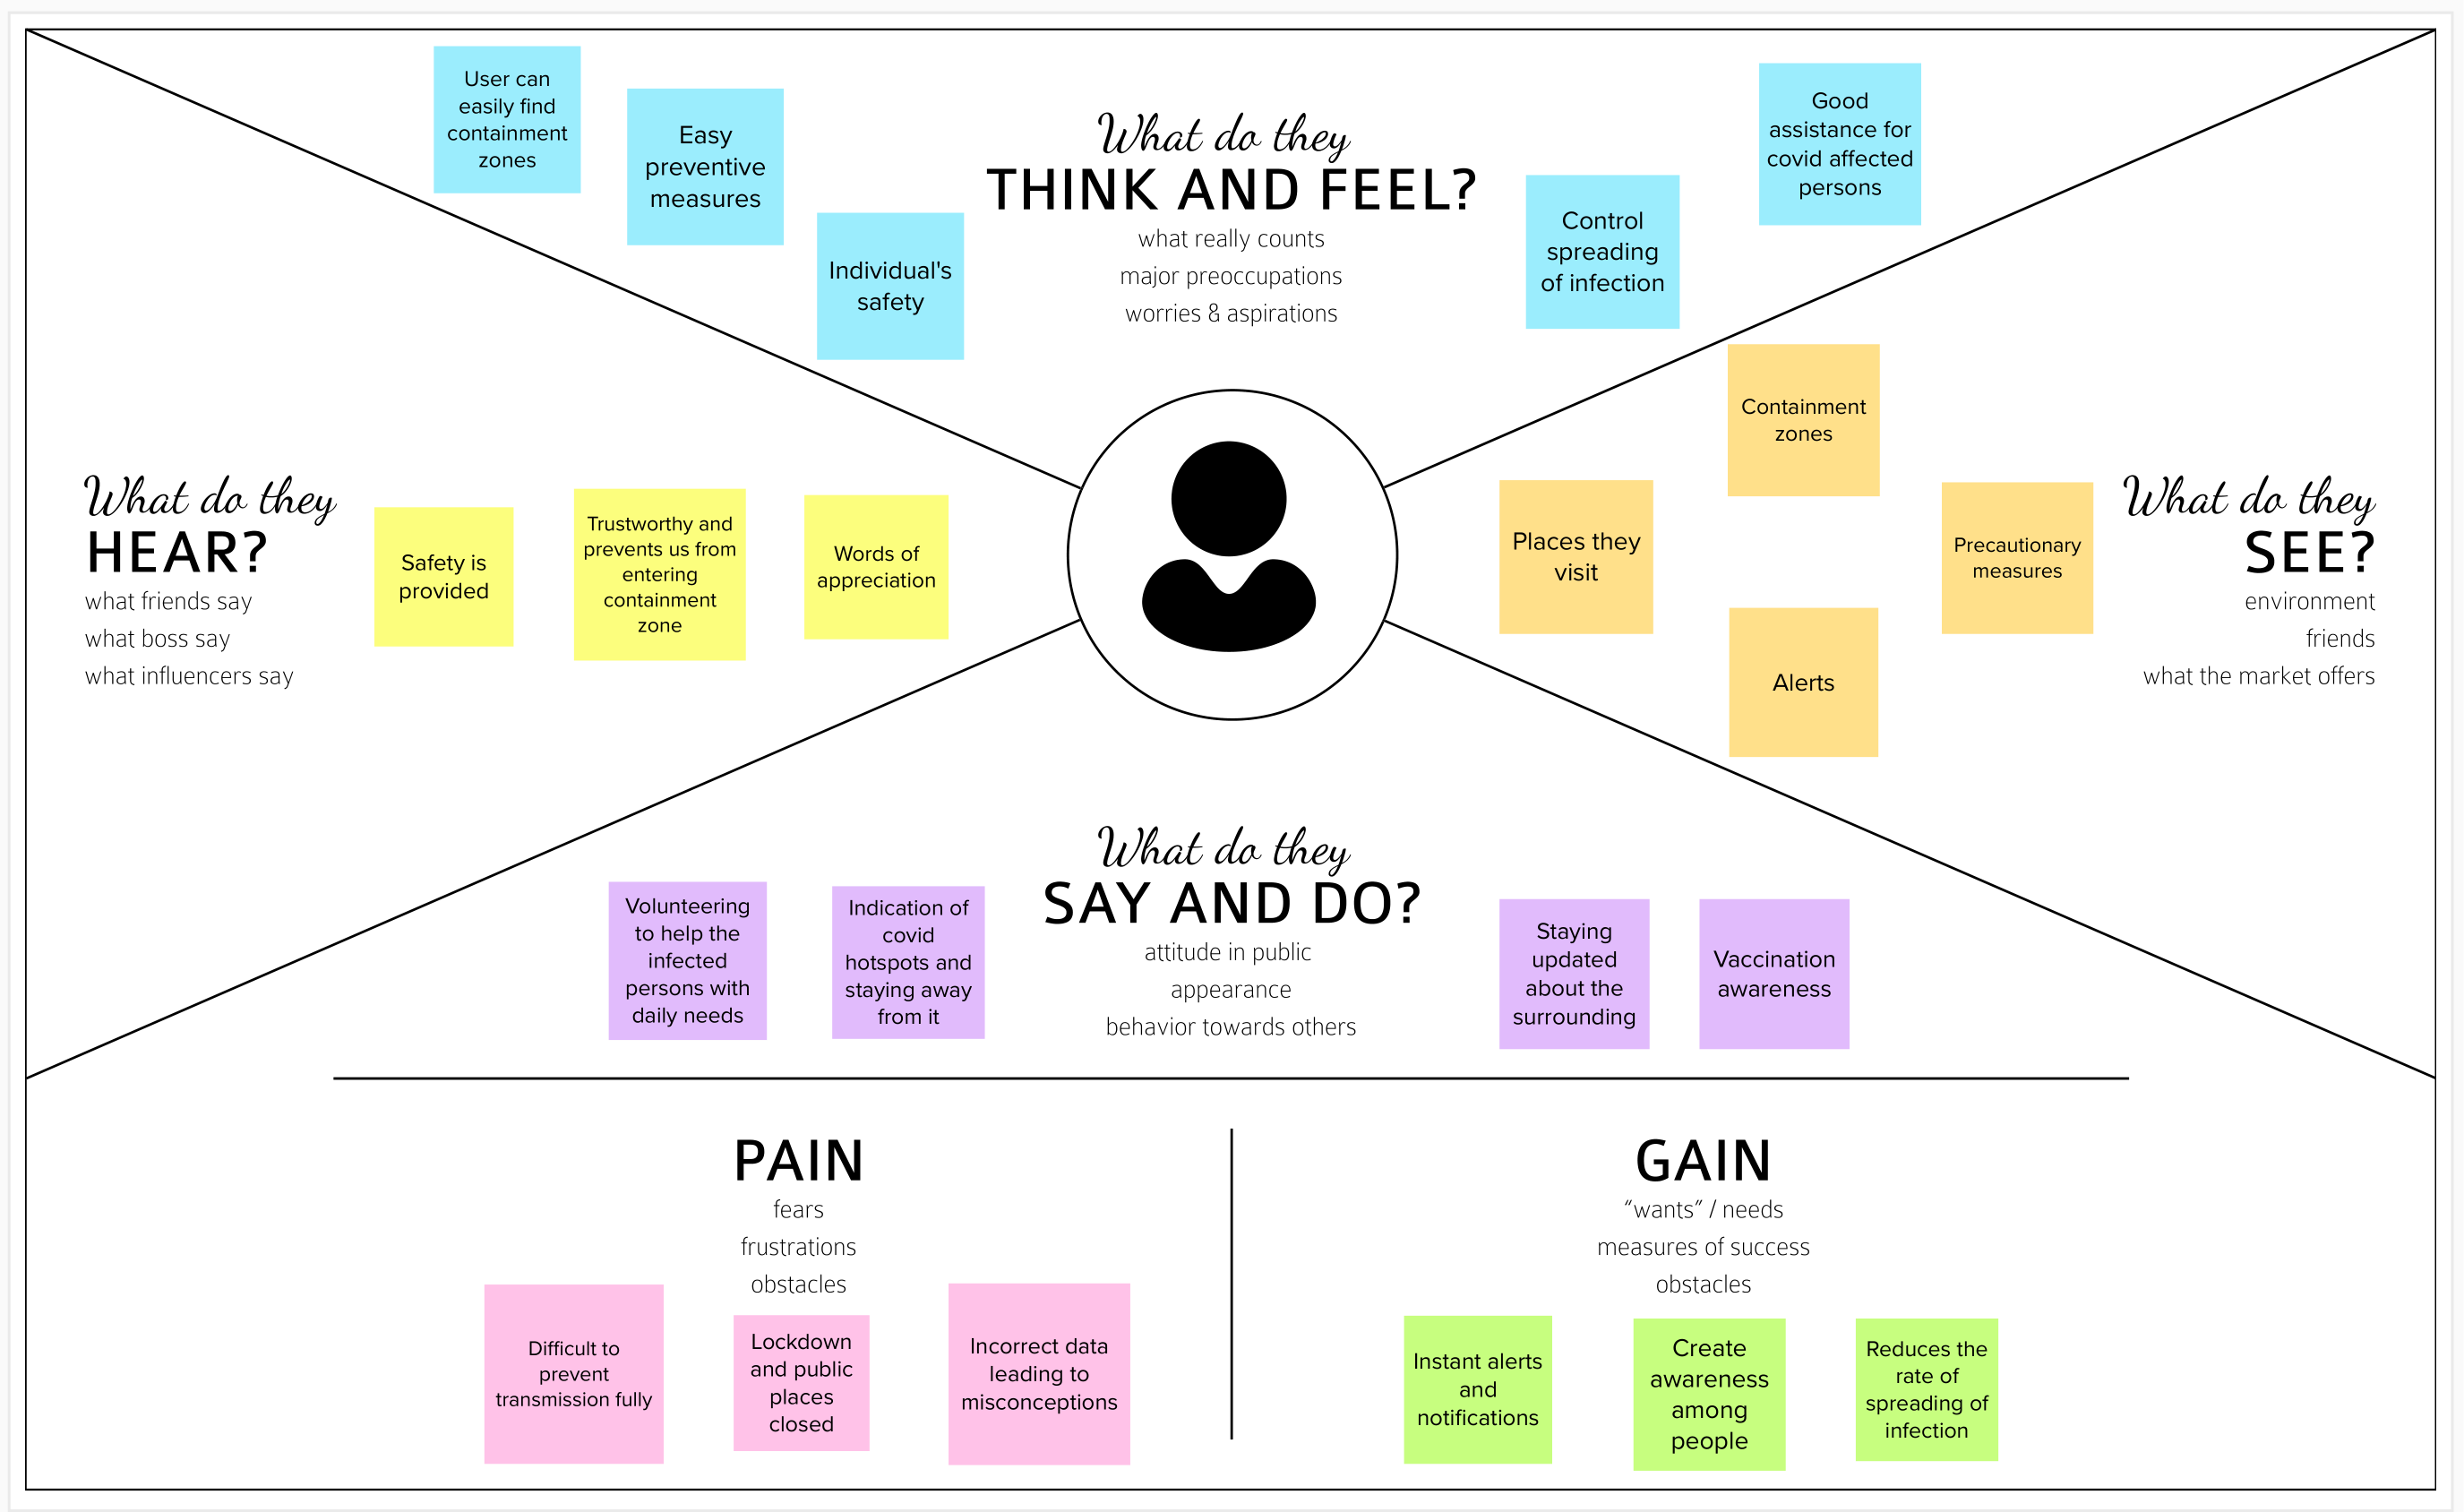 User can
easily find
containment
zones
Easy
preventive
measures
Individual's
safety
What do they
THINK AND FEEL?
what really counts
major preoccupations
worries & aspirations
Control
spreading
of infection
Good
assistance for
covid affected
persons
What do they
HEAR?
what friends say
what boss say
what influencers say
Safety is
provided
Trustworthy and
prevents us from
entering
containment
zone
Words of
appreciation
Containment
zones
Places they
visit
Precautionary
measures
Alerts
What do they
SEE?
environment
friends
what the market offers
What do they
SAY AND DO?
attitude in public
appearance
behavior towards others
Volunteering
to help the
infected
persons with
daily needs
Indication of
covid
hotspots and
staying away
from it
Staying
updated
about the
surrounding
Vaccination
awareness
PAIN
fears
frustrations
obstacles
Difficult to
prevent
transmission fully
Lockdown
and public
places
closed
Incorrect data
leading to
misconceptions
GAIN
“wants” / needs
measures of success
obstacles
Instant alerts
and
notifications
Create
awareness
among
people
Reduces the
rate of
spreading of
infection